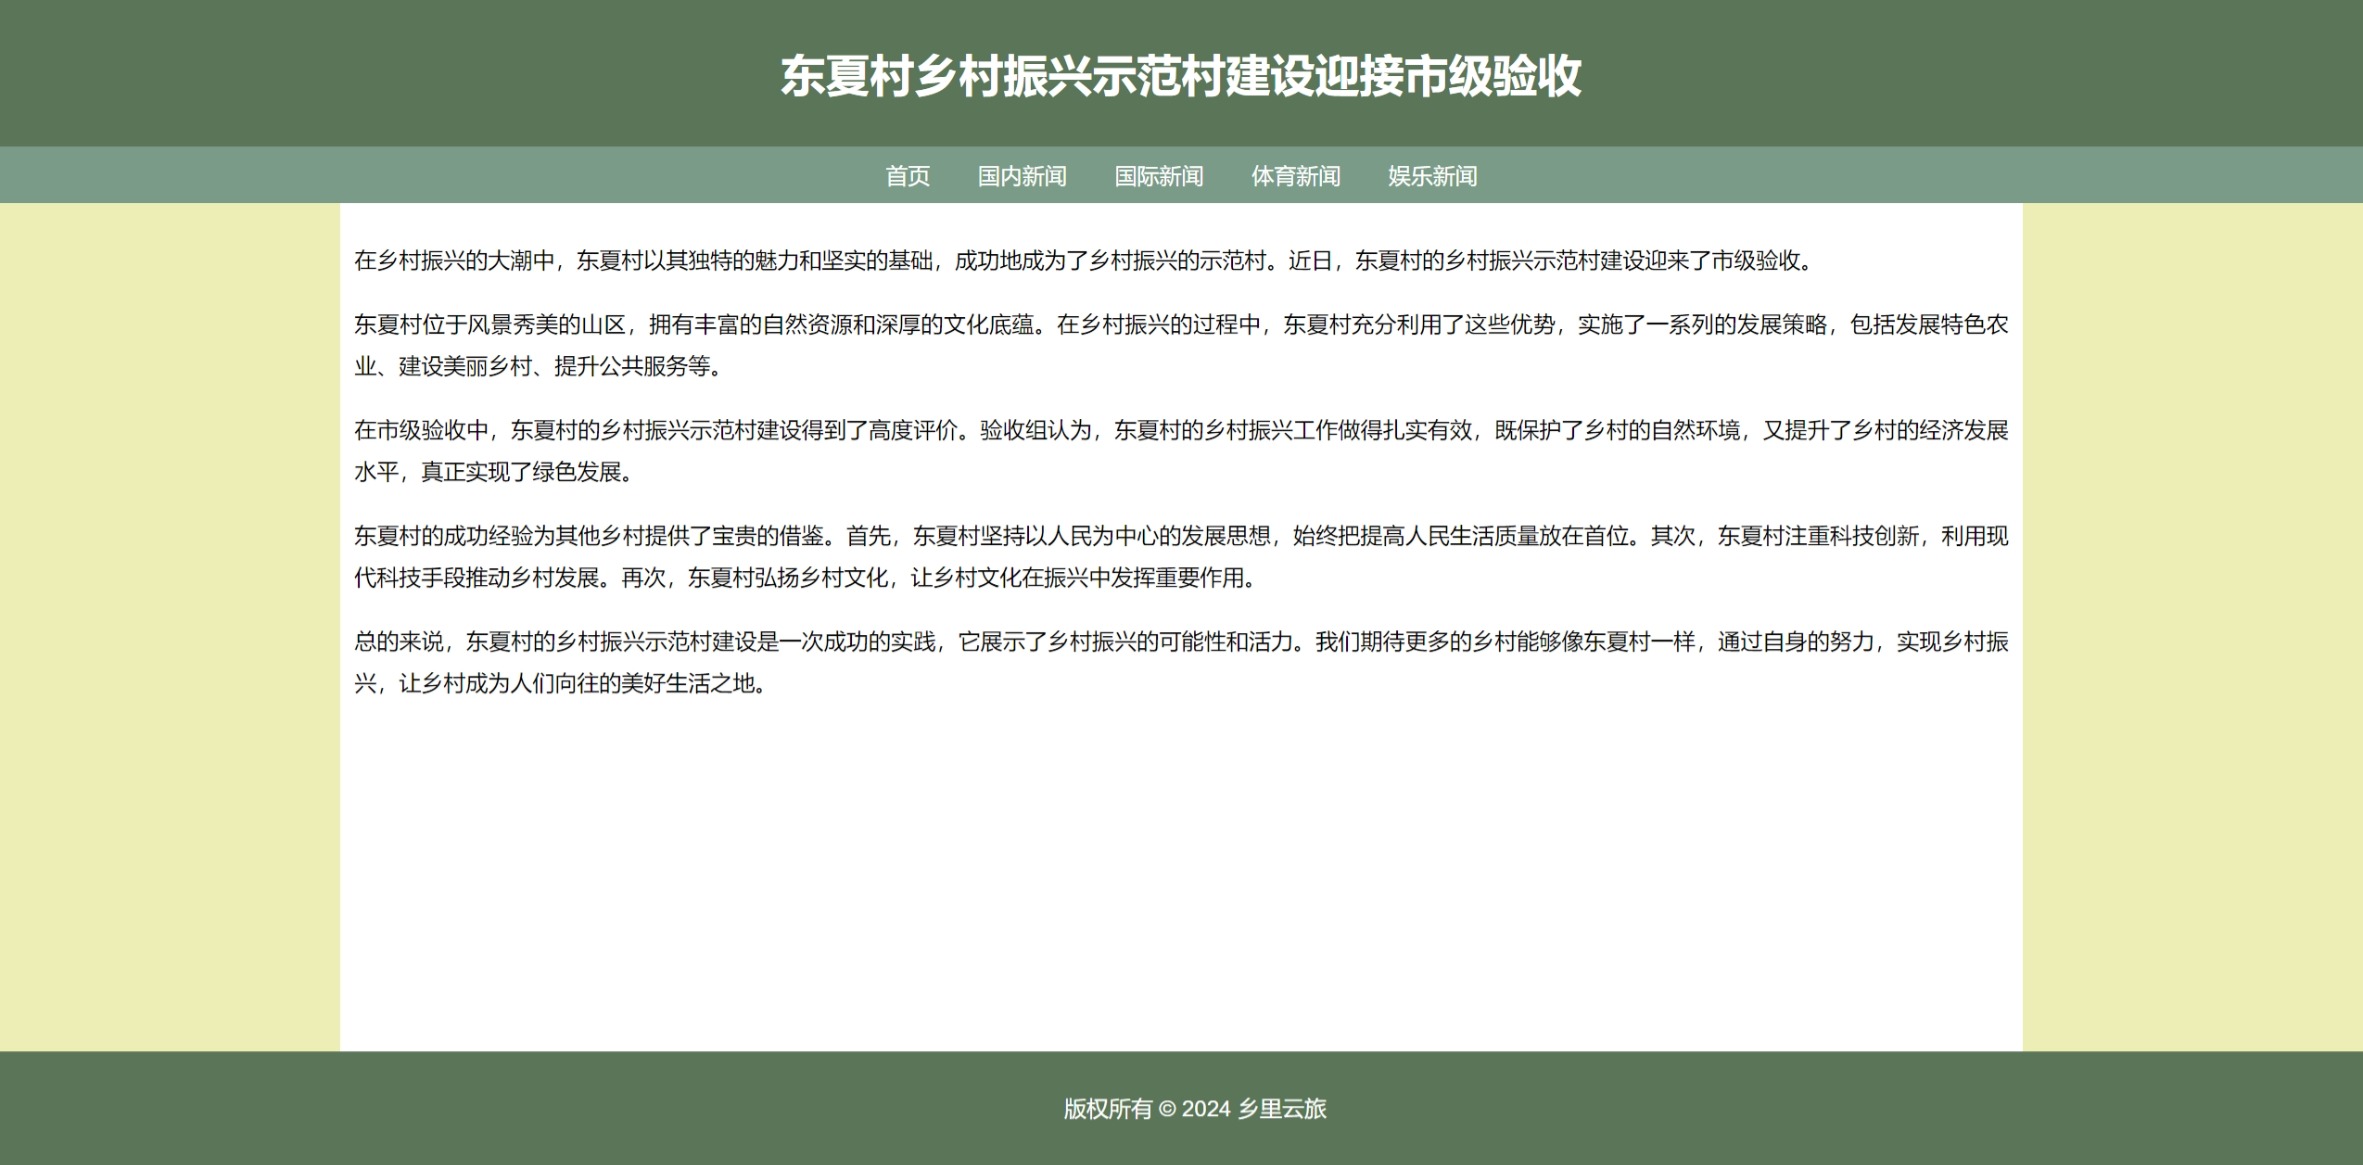 东夏村乡村振兴示范村建设迎接市级验收
首页 国内新闻 国际新闻 体育新闻 娱乐新闻
在乡村振兴的大潮中，东夏村以其独特的魅力和坚实的基础，成功地成为了乡村振兴的示范村。近日，东夏村的乡村振兴示范村建设迎来了市级验收。
东夏村位于风景秀美的山区，拥有丰富的自然资源和深厚的文化底蕴。在乡村振兴的过程中，东夏村充分利用了这些优势，实施了一系列的发展策略，包括发展特色农
业、建设美丽乡村、提升公共服务等。
在市级验收中，东夏村的乡村振兴示范村建设得到了高度评价。验收组认为，东夏村的乡村振兴工作做得扎实有效，既保护了乡村的自然环境，又提升了乡村的经济发展
水平，真正实现了绿色发展。
东夏村的成功经验为其他乡村提供了宝贵的借鉴。首先，东夏村坚持以人民为中心的发展思想，始终把提高人民生活质量放在首位。其次，东夏村注重科技创新，利用现
代科技手段推动乡村发展。再次，东夏村弘扬乡村文化，让乡村文化在振兴中发挥重要作用。
总的来说，东夏村的乡村振兴示范村建设是一次成功的实践，它展示了乡村振兴的可能性和活力。我们期待更多的乡村能够像东夏村一样，通过自身的努力，实现乡村振
兴，让乡村成为人们向往的美好生活之地。
版权所有 © 2024 乡里云旅